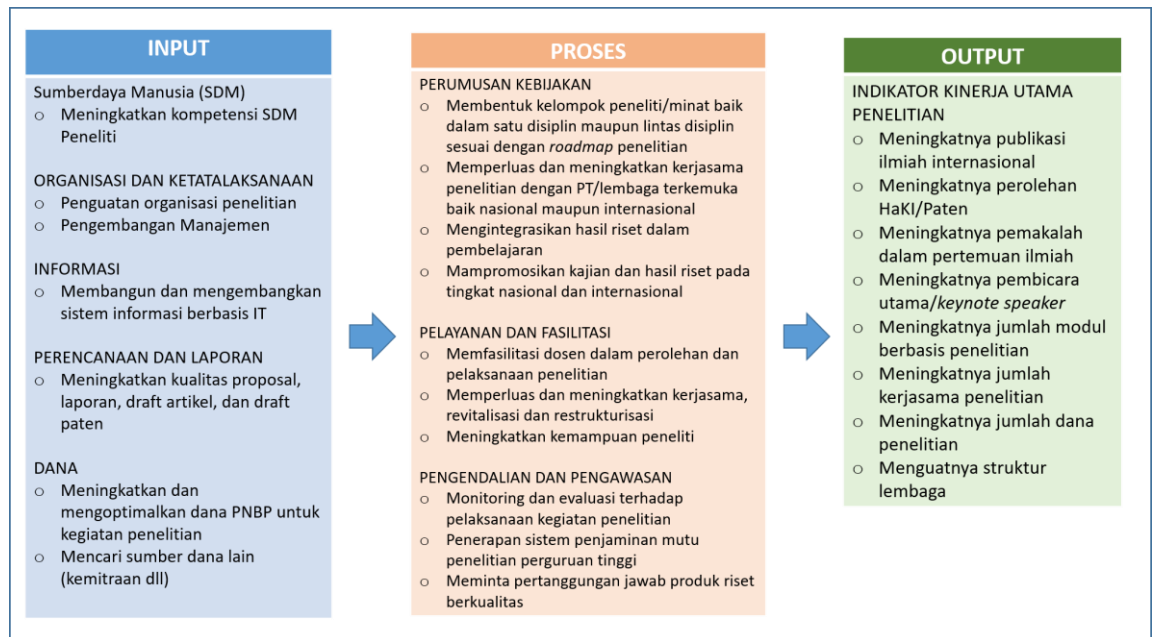 INPUT
Sumberdaya Manusia (SDM)
o Meningkatkan kompetensi SDM
Peneliti
ORGANISASI DAN KETATALAKSANAAN
o Penguatan organisasi penelitian
o Pengembangan Manajemen
INFORMASI
o Membangun dan mengembangkan
sistem informasi berbasis IT
PERENCANAAN DAN LAPORAN
o Meningkatkan kualitas proposal,
laporan, draft artikel, dan draft
paten
DANA
o Meningkatkan dan
mengoptimalkan dana PNBP untuk
kegiatan penelitian
o Mencari sumber dana lain
(kemitraan dll)
PROSES
PERUMUSAN KEBIJAKAN
o Membentuk kelompok peneliti/minat baik
dalam satu disiplin maupun lintas disiplin
sesuai dengan roadmap penelitian
o Memperluas dan meningkatkan kerjasama
penelitian dengan PT/lembaga terkemuka
baik nasional maupun internasional
o Mengintegrasikan hasil riset dalam
pembelajaran
o Mampromosikan kajian dan hasil riset pada
tingkat nasional dan internasional
PELAYANAN DAN FASILITASI
o Memfasilitasi dosen dalam perolehan dan
pelaksanaan penelitian
o Memperluas dan meningkatkan kerjasama,
revitalisasi dan restrukturisasi
o Meningkatkan kemampuan peneliti
PENGENDALIAN DAN PENGAWASAN
o Monitoring dan evaluasi terhadap
pelaksanaan kegiatan penelitian
o Penerapan sistem penjaminan mutu
penelitian perguruan tinggi
o Meminta pertanggungan jawab produk riset
berkualitas
OUTPUT
INDIKATOR KINERJA UTAMA
PENELITIAN
o Meningkatnya publikasi
ilmiah internasional
o Meningkatnya perolehan
HaKI/Paten
o Meningkatnya pemakalah
dalam pertemuan ilmiah
o Meningkatnya pembicara
utama/keynote speaker
o Meningkatnya jumlah modul
berbasis penelitian
o Meningkatnya jumlah
kerjasama penelitian
o Meningkatnya jumlah dana
penelitian
o Menguatnya struktur
lembaga